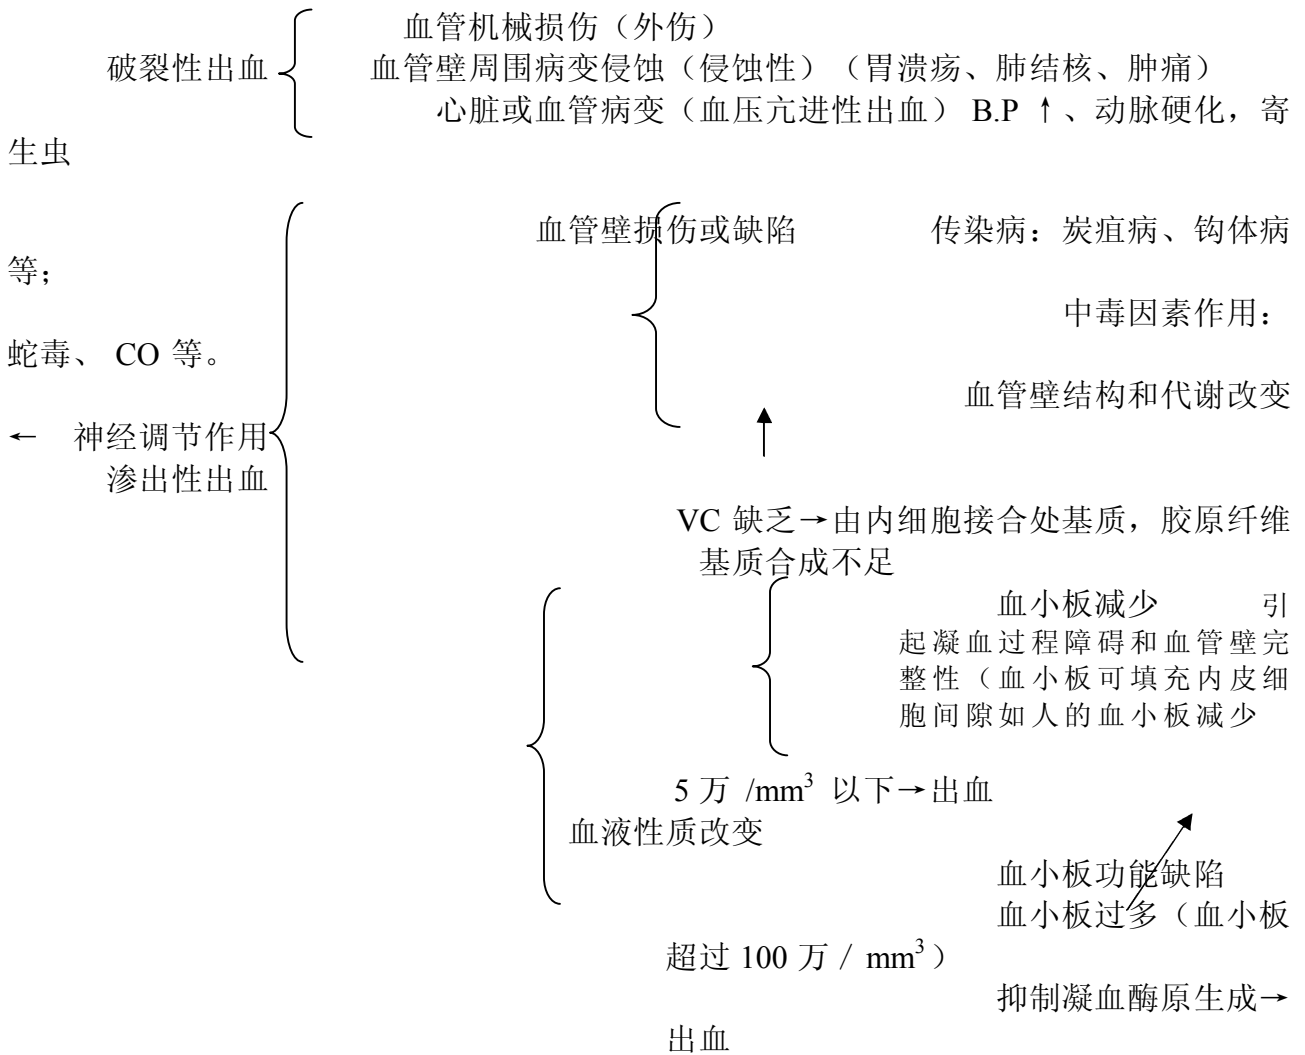 血管机械损伤（外伤）
破裂性出血 血管壁周围病变侵蚀（侵蚀性）（胃溃疡、肺结核、肿痛）
心脏或血管病变（血压亢进性出血） B.P ↑、动脉硬化，寄
生虫
血管壁损伤或缺陷 传染病：炭疽病、钩体病
等；
中毒因素作用：
蛇毒、 CO 等。
血管壁结构和代谢改变
← 神经调节作用
渗出性出血
VC 缺乏→由内细胞接合处基质，胶原纤维
基质合成不足
血小板减少 引
起凝血过程障碍和血管壁完
整性（血小板可填充内皮细
胞间隙如人的血小板减少
5 万 /mm³ 以下→出血
血液性质改变
血小板功能缺陷
血小板过多（血小板
超过 100 万 / mm³）
抑制凝血酶原生成→
出血